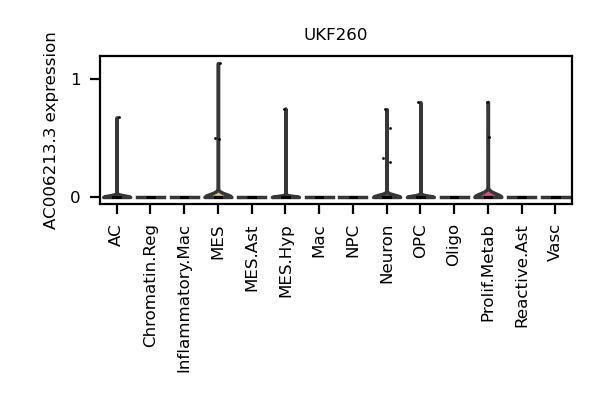 UKF260
AC006213.3 expression
1
0
AC
Chromatin.Reg
Inflammatory.Mac
MES
MES.Ast
MES.Hyp
Mac
NPC
Neuron
OPC
Oligo
Prolif.Metab
Reactive.Ast
Vasc